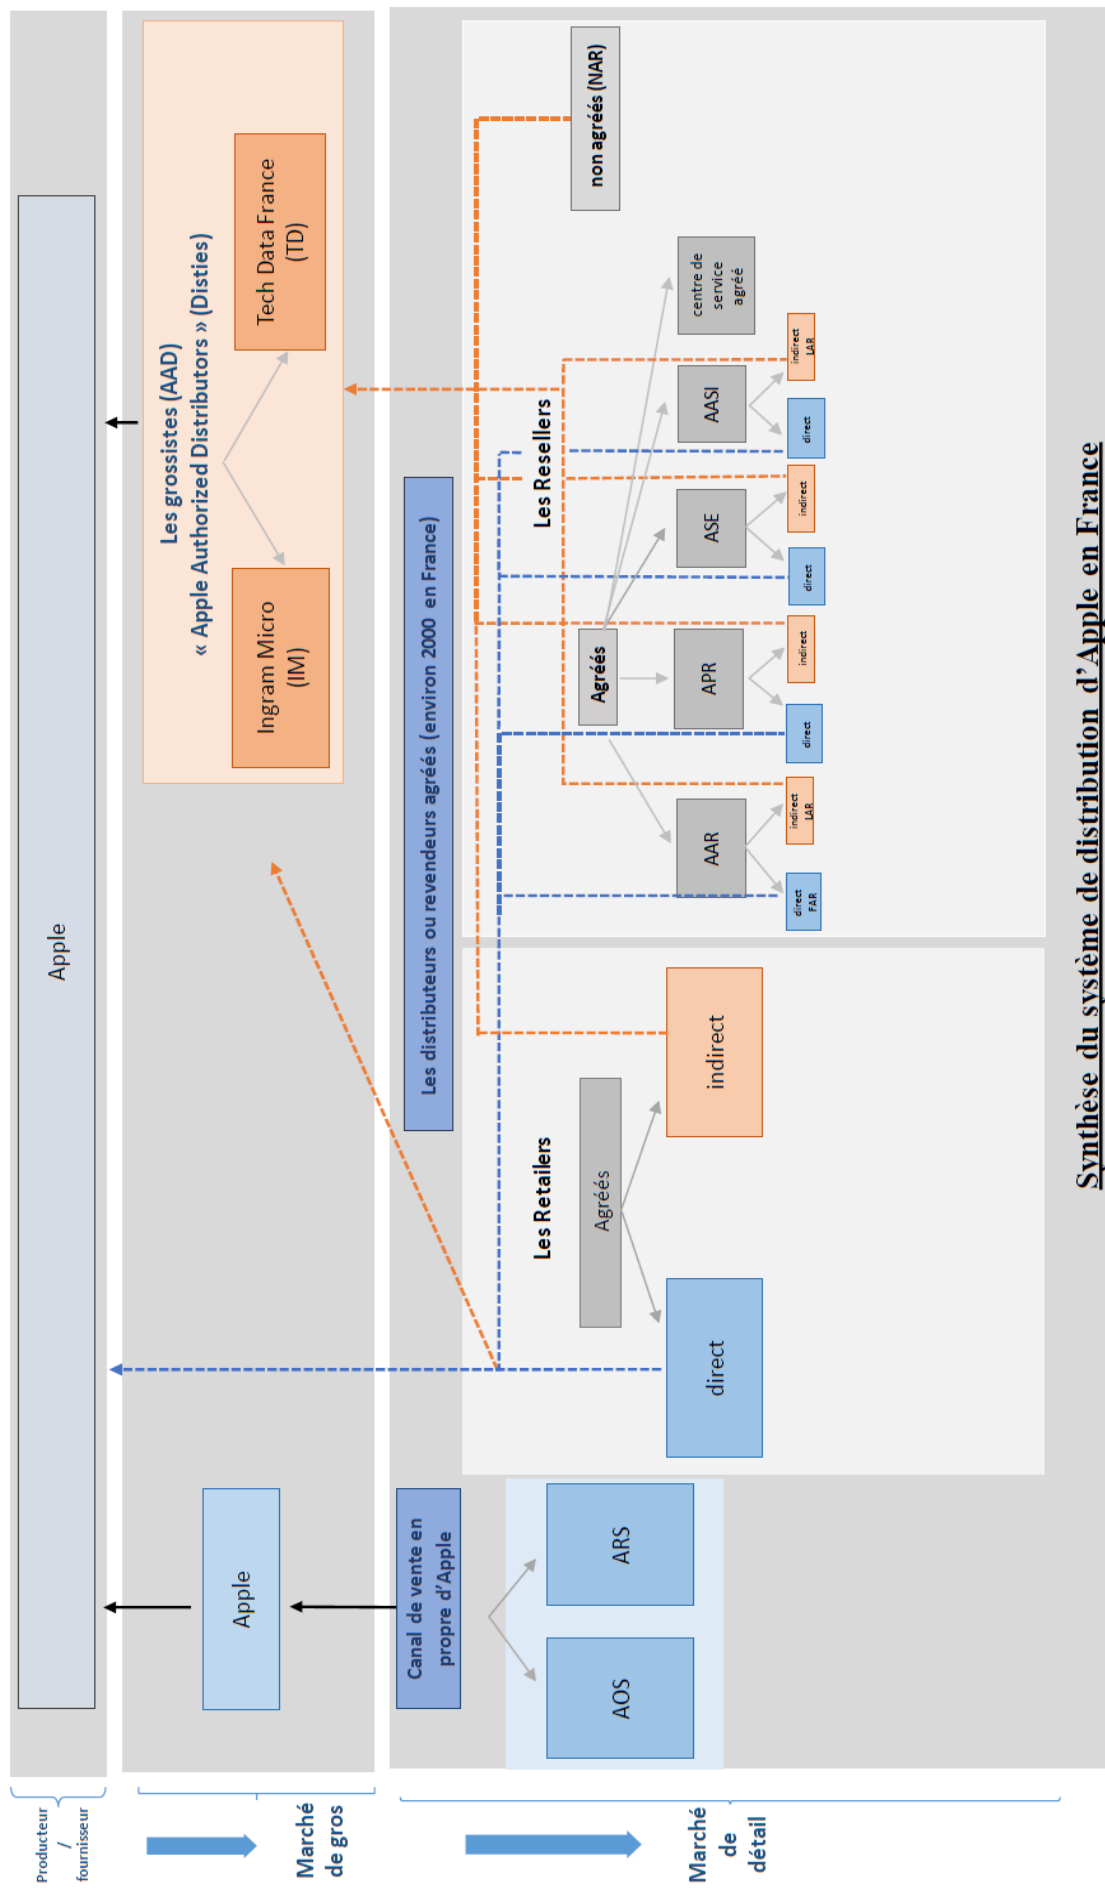 Producteur
/
fournisseur
Apple
Marché
de gros
Apple
Les grossistes (AAD)
« Apple Authorized Distributors » (Disties)
Ingram Micro
(IM)
Tech Data France
(TD)
Marché
de
détail
Canal de vente en
propre d’Apple
Les distributeurs ou revendeurs agréés (environ 2000 en France)
AOS
ARS
Les Retailers
Agréés
direct
indirect
Les Resellers
Agréés
non agréés (NAR)
AAR
APR
ASE
AASI
centre de
service
agréé
direct
FAR
indirect
LAR
direct
indirect
direct
indirect
direct
indirect
LAR
Synthèse du système de distribution d’Apple en France